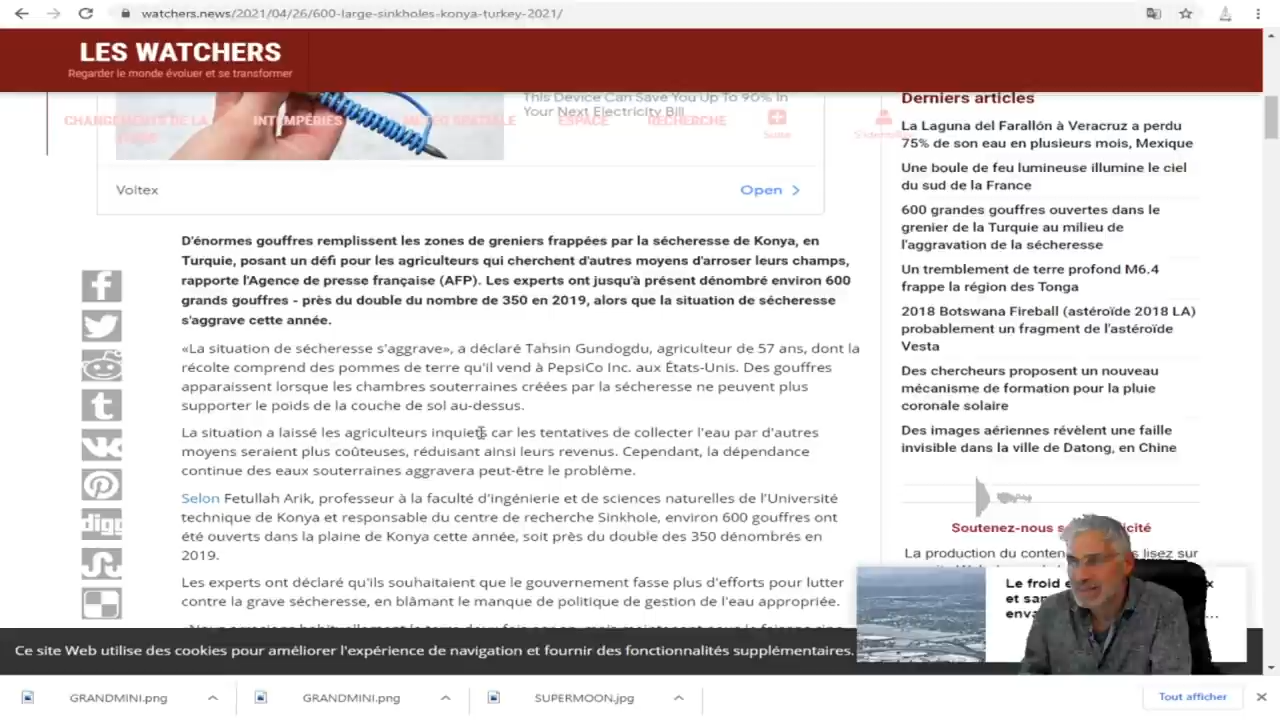 watchers.news/2021/04/26/600-large-sinkholes-konya-turkey-2021/
LES WATCHERS
Regarder le monde évoluer et se transformer
This Device Can Save You Up To 90% In
Your Next Electricity Bill
CHANGEMENTS DE LA
INTEMPÉRIES
MÉTÉO SPATIALE
ESPACE
RECHERCHE
Suite
Voltex
Open
D'énormes gouffres remplissent les zones de greniers frappées par la sécheresse de Konya, en
Turquie, posant un défi pour les agriculteurs qui cherchent d'autres moyens d'arroser leurs champs,
rapporte l'Agence de presse française (AFP). Les experts ont jusqu'à présent dénombré environ 600
grands gouffres - près du double du nombre de 350 en 2019, alors que la situation de sécheresse
s'aggrave cette année.
«La situation de sécheresse s'aggrave», a déclaré Tahsin Gundogdu, agriculteur de 57 ans, dont la
récolte comprend des pommes de terre qu'il vend à PepsiCo Inc. aux États-Unis. Des gouffres
apparaissent lorsque les chambres souterraines créées par la sécheresse ne peuvent plus
supporter le poids de la couche de sol au-dessus.
La situation a laissé les agriculteurs inquiets car les tentatives de collecter l'eau par d'autres
moyens seraient plus coûteuses, réduisant ainsi leurs revenus. Cependant, la dépendance
continue des eaux souterraines aggravera peut-être le problème.
Selon Fetullah Arik, professeur à la faculté d'ingénierie et de sciences naturelles de l'Université
technique de Konya et responsable du centre de recherche Sinkhole, environ 600 gouffres ont
été ouverts dans la plaine de Konya cette année, soit près du double des 350 dénombrés en
2019.
Les experts ont déclaré qu'ils souhaitaient que le gouvernement fasse plus d'efforts pour lutter
contre la grave sécheresse, en blâmant le manque de politique de gestion de l'eau appropriée.
Derniers articles
La Laguna del Farallón à Veracruz a perdu
75% de son eau en plusieurs mois, Mexique
Une boule de feu lumineuse illumine le ciel
du sud de la France
600 grandes gouffres ouvertes dans le
grenier de la Turquie au milieu de
l'aggravation de la sécheresse
Un tremblement de terre profond M6.4
frappe la région des Tonga
2018 Botswana Fireball (astéroïde 2018 LA)
probablement un fragment de l'astéroïde
Vesta
Des chercheurs proposent un nouveau
mécanisme de formation pour la pluie
coronale solaire
Des images aériennes révèlent une faille
invisible dans la ville de Datong, en Chine
Soutenez-nous
La production du lisez sur
Le froid
et
digg
Ce site Web utilise des cookies pour améliorer l'expérience de navigation et fournir des fonctionnalités supplémentaires.
GRANDMINI.png
GRANDMINI.png
SUPERMOON.jpg
Tout afficher